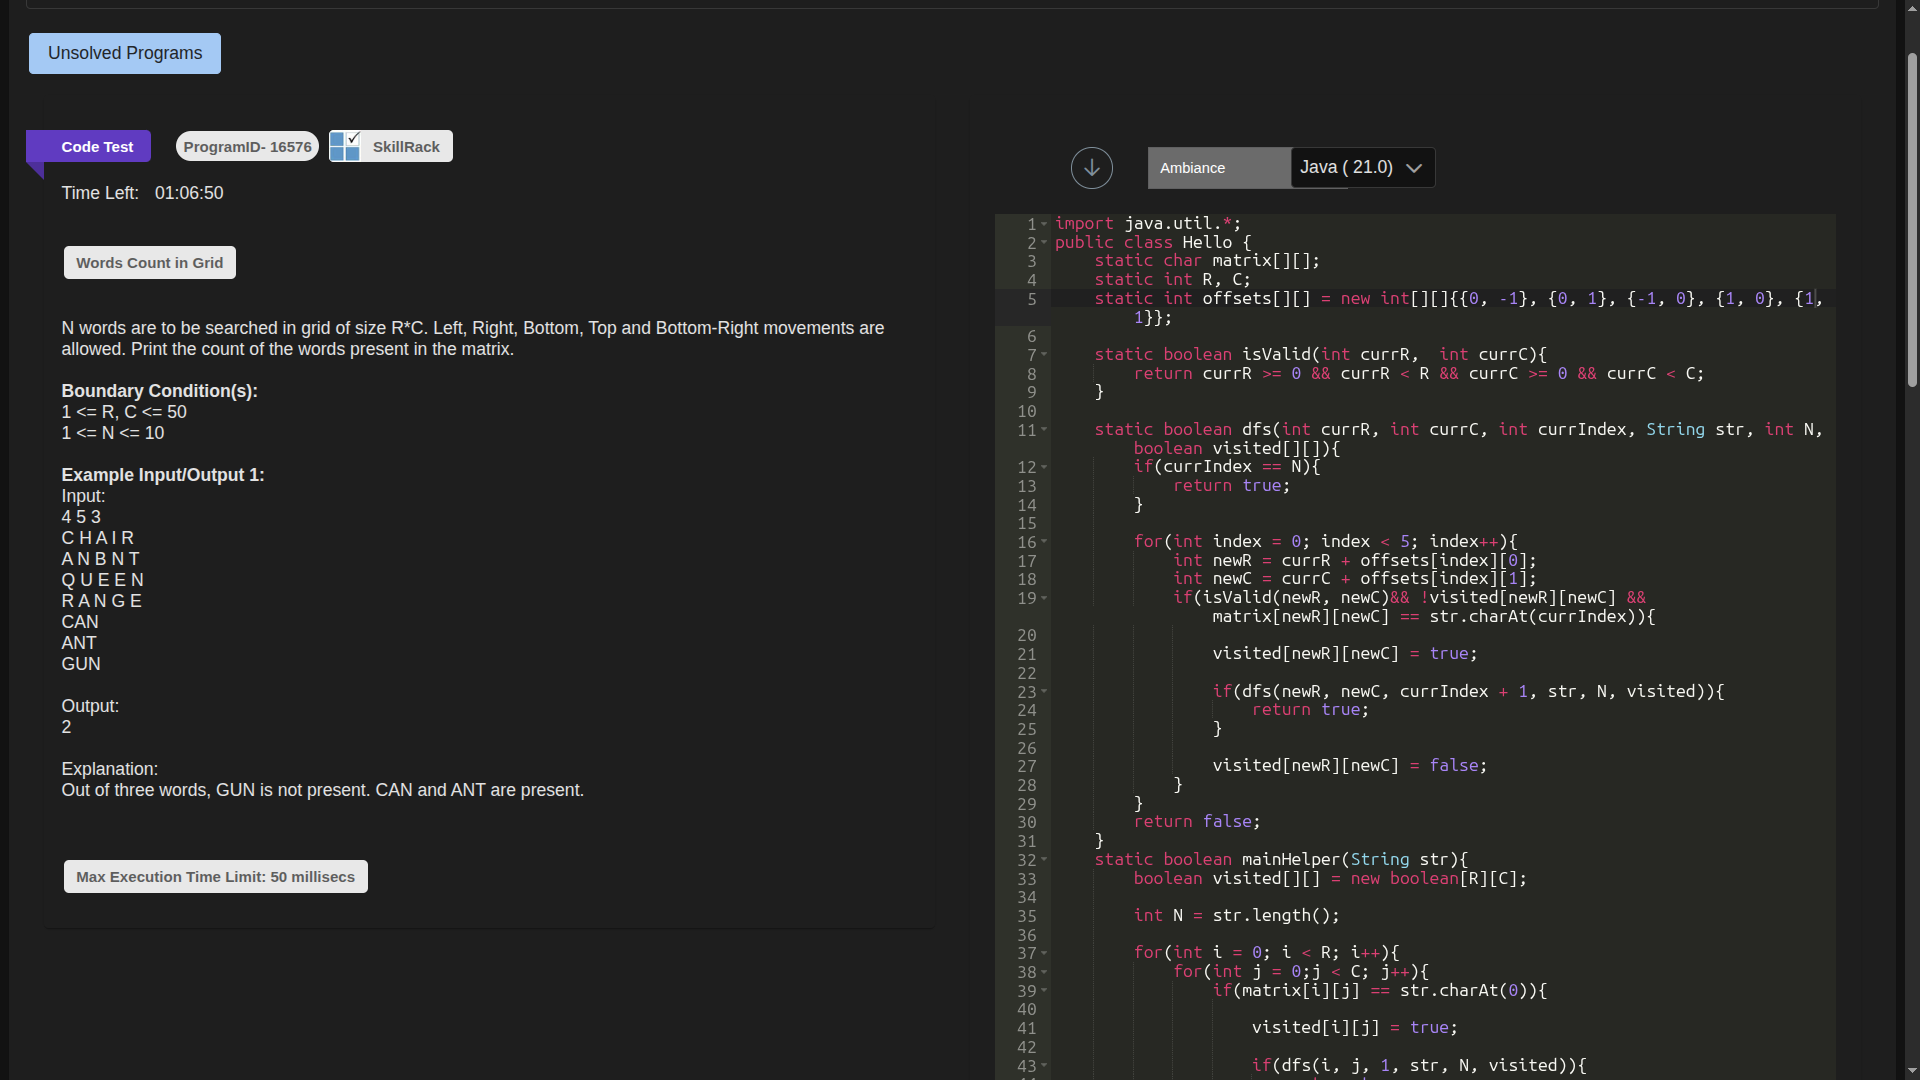 Unsolved Programs
Code Test
ProgramID- 16576
SkillRack
Time Left: 01:06:50
Words Count in Grid
N words are to be searched in grid of size R*C. Left, Right, Bottom, Top and Bottom-Right movements are
allowed. Print the count of the words present in the matrix.
Boundary Condition(s):
1 <= R, C <= 50
1 <= N <= 10
Example Input/Output 1:
Input:
4 5 3
C H A I R
A N B N T
Q U E E N
R A N G E
CAN
ANT
GUN
Output:
2
Explanation:
Out of three words, GUN is not present. CAN and ANT are present.
Max Execution Time Limit: 50 millisecs
Ambiance
Java ( 21.0)
1 import java.util.*;
2 public class Hello {
3 static char matrix[][];
4 static int R, C;
5 static int offsets[][] = new int[][]{{0, -1}, {0, 1}, {-1, 0}, {1, 0}, {1,
1}};
6
7 static boolean isValid(int currR,  int currC){
8 return currR >= 0 && currR < R && currC >= 0 && currC < C;
9 }
10
11 static boolean dfs(int currR, int currC, int currIndex, String str, int N,
boolean visited[][]){
12 if(currIndex == N){
13 return true;
14 }
15
16 for(int index = 0; index < 5; index++){
17 int newR = currR + offsets[index][0];
18 int newC = currC + offsets[index][1];
19 if(isValid(newR, newC)&& !visited[newR][newC] &&
matrix[newR][newC] == str.charAt(currIndex)){
20
21 visited[newR][newC] = true;
22
23 if(dfs(newR, newC, currIndex + 1, str, N, visited)){
24 return true;
25 }
26
27 visited[newR][newC] = false;
28 }
29 }
30 return false;
31 }
32 static boolean mainHelper(String str){
33 boolean visited[][] = new boolean[R][C];
34
35 int N = str.length();
36
37 for(int i = 0; i < R; i++){
38 for(int j = 0;j < C; j++){
39 if(matrix[i][j] == str.charAt(0)){
40
41 visited[i][j] = true;
42
43 if(dfs(i, j, 1, str, N, visited)){